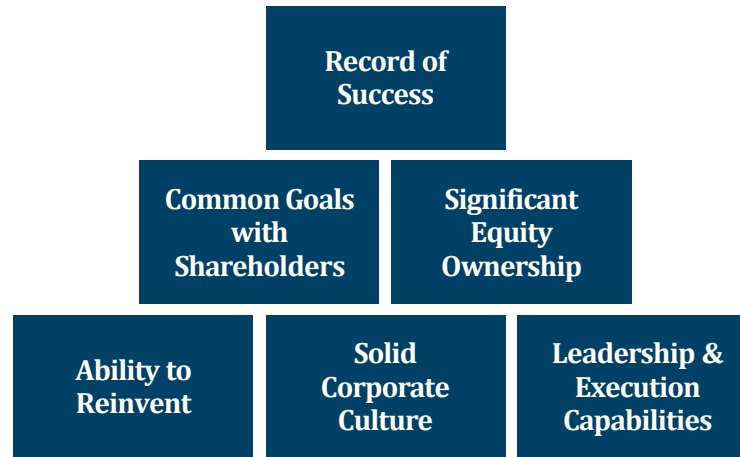 Record of
Success
Common Goals
with
Shareholders
Significant
Equity
Ownership
Ability to
Reinvent
Solid
Corporate
Culture
Leadership &
Execution
Capabilities